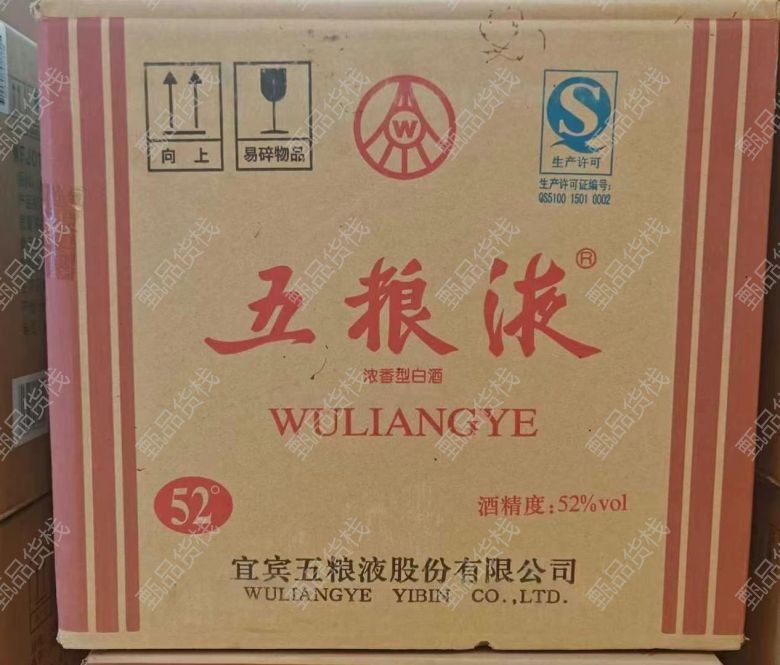 向 上
易碎物品
W
S
生产许可
生产许可证编号:
QS5100 1501 0002
五粮液®
浓香型白酒
WULIANGYE
52°
酒精度:52%vol
宜宾五粮液股份有限公司
WULIANGYE YIBIN CO.,LTD.
甄品货栈